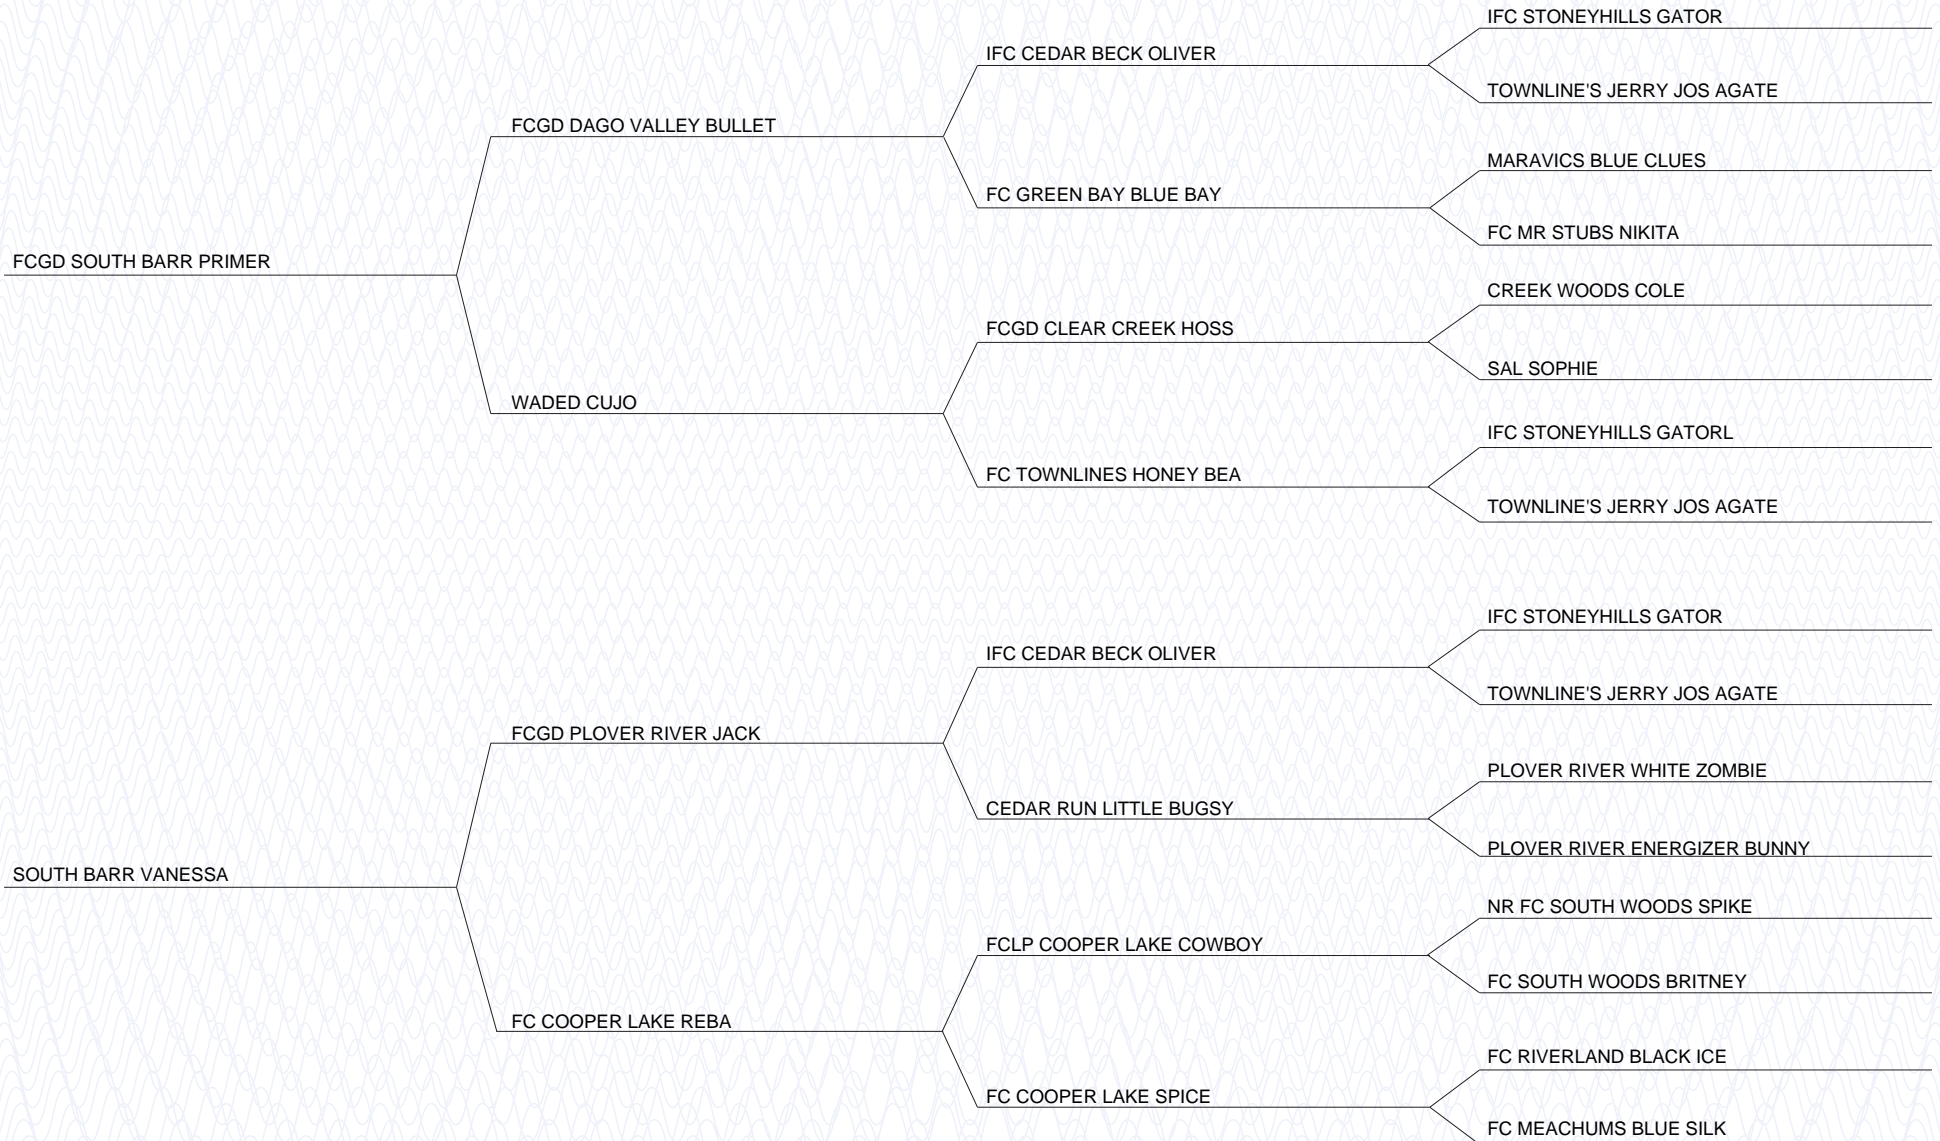 IFC STONEYHILLS GATOR
IFC CEDAR BECK OLIVER
TOWNLINE'S JERRY JOS AGATE
FCGD DAGO VALLEY BULLET
MARAVICS BLUE CLUES
FC GREEN BAY BLUE BAY
FC MR STUBS NIKITA
FCGD SOUTH BARR PRIMER
CREEK WOODS COLE
FCGD CLEAR CREEK HOSS
SAL SOPHIE
WADED CUJO
IFC STONEYHILLS GATORL
FC TOWNLINES HONEY BEA
TOWNLINE'S JERRY JOS AGATE
IFC STONEYHILLS GATOR
IFC CEDAR BECK OLIVER
TOWNLINE'S JERRY JOS AGATE
FCGD PLOVER RIVER JACK
PLOVER RIVER WHITE ZOMBIE
CEDAR RUN LITTLE BUGSY
PLOVER RIVER ENERGIZER BUNNY
SOUTH BARR VANESSA
NR FC SOUTH WOODS SPIKE
FCLP COOPER LAKE COWBOY
FC SOUTH WOODS BRITNEY
FC COOPER LAKE REBA
FC RIVERLAND BLACK ICE
FC COOPER LAKE SPICE
FC MEACHUMS BLUE SILK